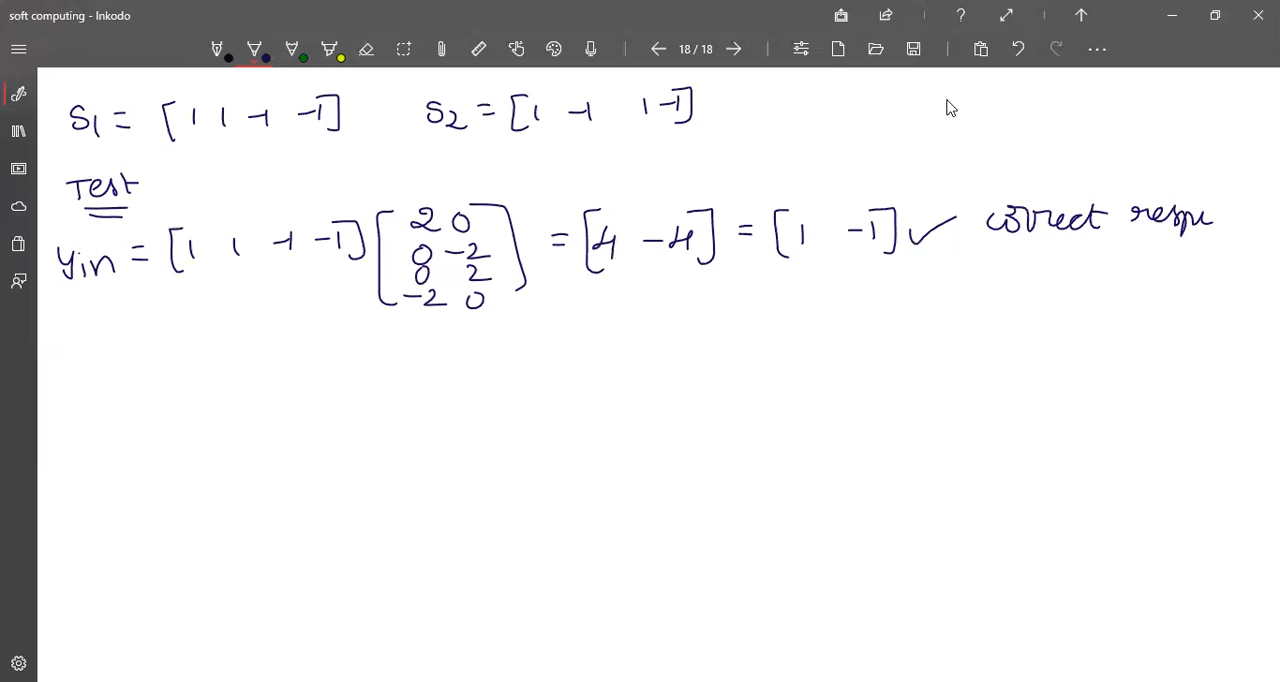 soft computing - Inkodo
18 / 18
S1 = [1 1 -1 -1] S2 = [1 -1 1 -1]
Test
yin = [1 1 -1 -1] [2 0
0 -2
0 2
-2 0] = [4 -4] = [1 -1] ✓ correct respu